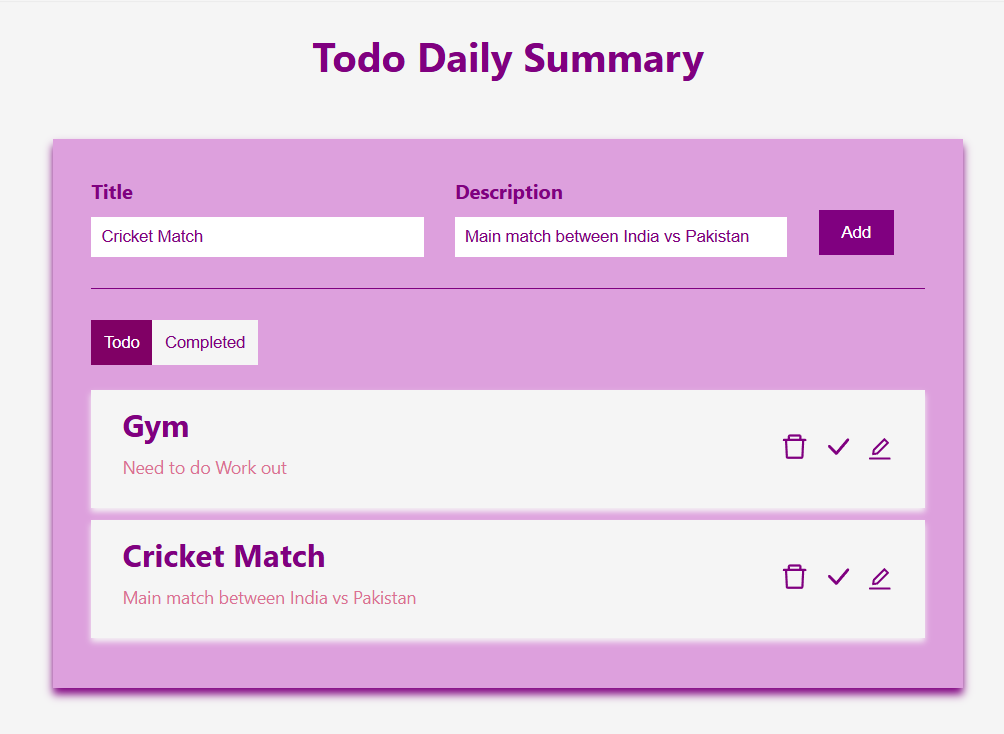 Todo Daily Summary
Title
Description
Cricket Match
Main match between India vs Pakistan
Add
Todo
Completed
Gym
Need to do Work out
Cricket Match
Main match between India vs Pakistan